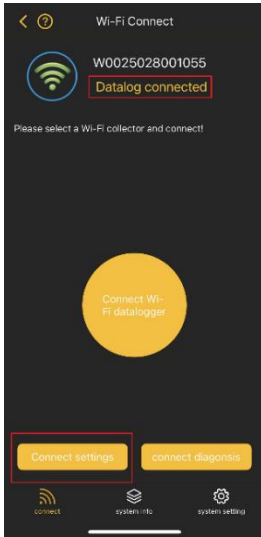 Wi-Fi Connect
W0025028001055
Datalog connected
Please select a Wi-Fi collector and connect!
Connect Wi-
Fi datalogger
Connect settings
connect diagonsis
connect
system info
system setting